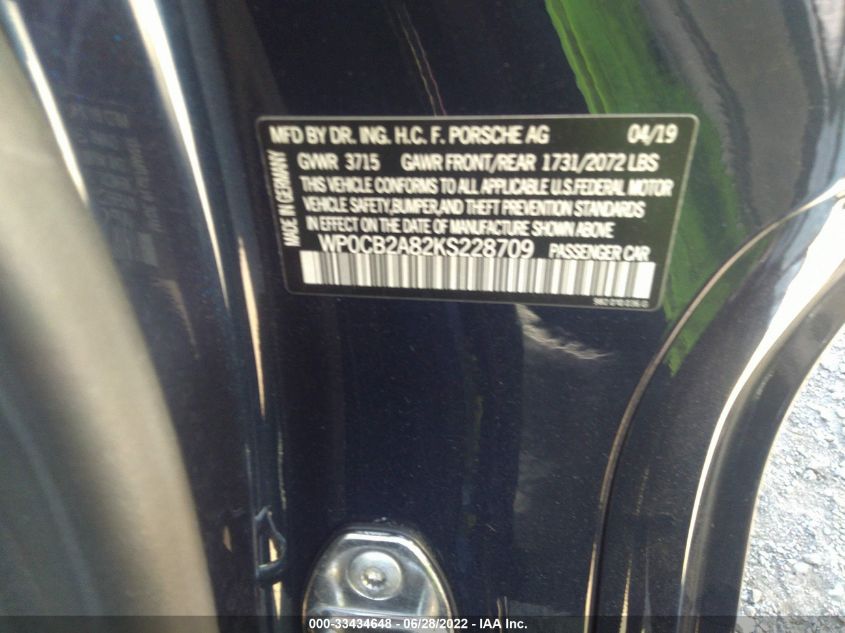 MFD BY DR. ING. H.C. F. PORSCHE AG 04/19
GVWR 3715 GAWR FRONT/REAR 1731/2072 LBS
THIS VEHICLE CONFORMS TO ALL APPLICABLE U.S. FEDERAL MOTOR
VEHICLE SAFETY, BUMPER, AND THEFT PREVENTION STANDARDS
IN EFFECT ON THE DATE OF MANUFACTURE SHOWN ABOVE
WP0CB2A82KS228709 PASSENGER CAR
MADE IN GERMANY
000-33434648 - 06/28/2022 - IAA Inc.